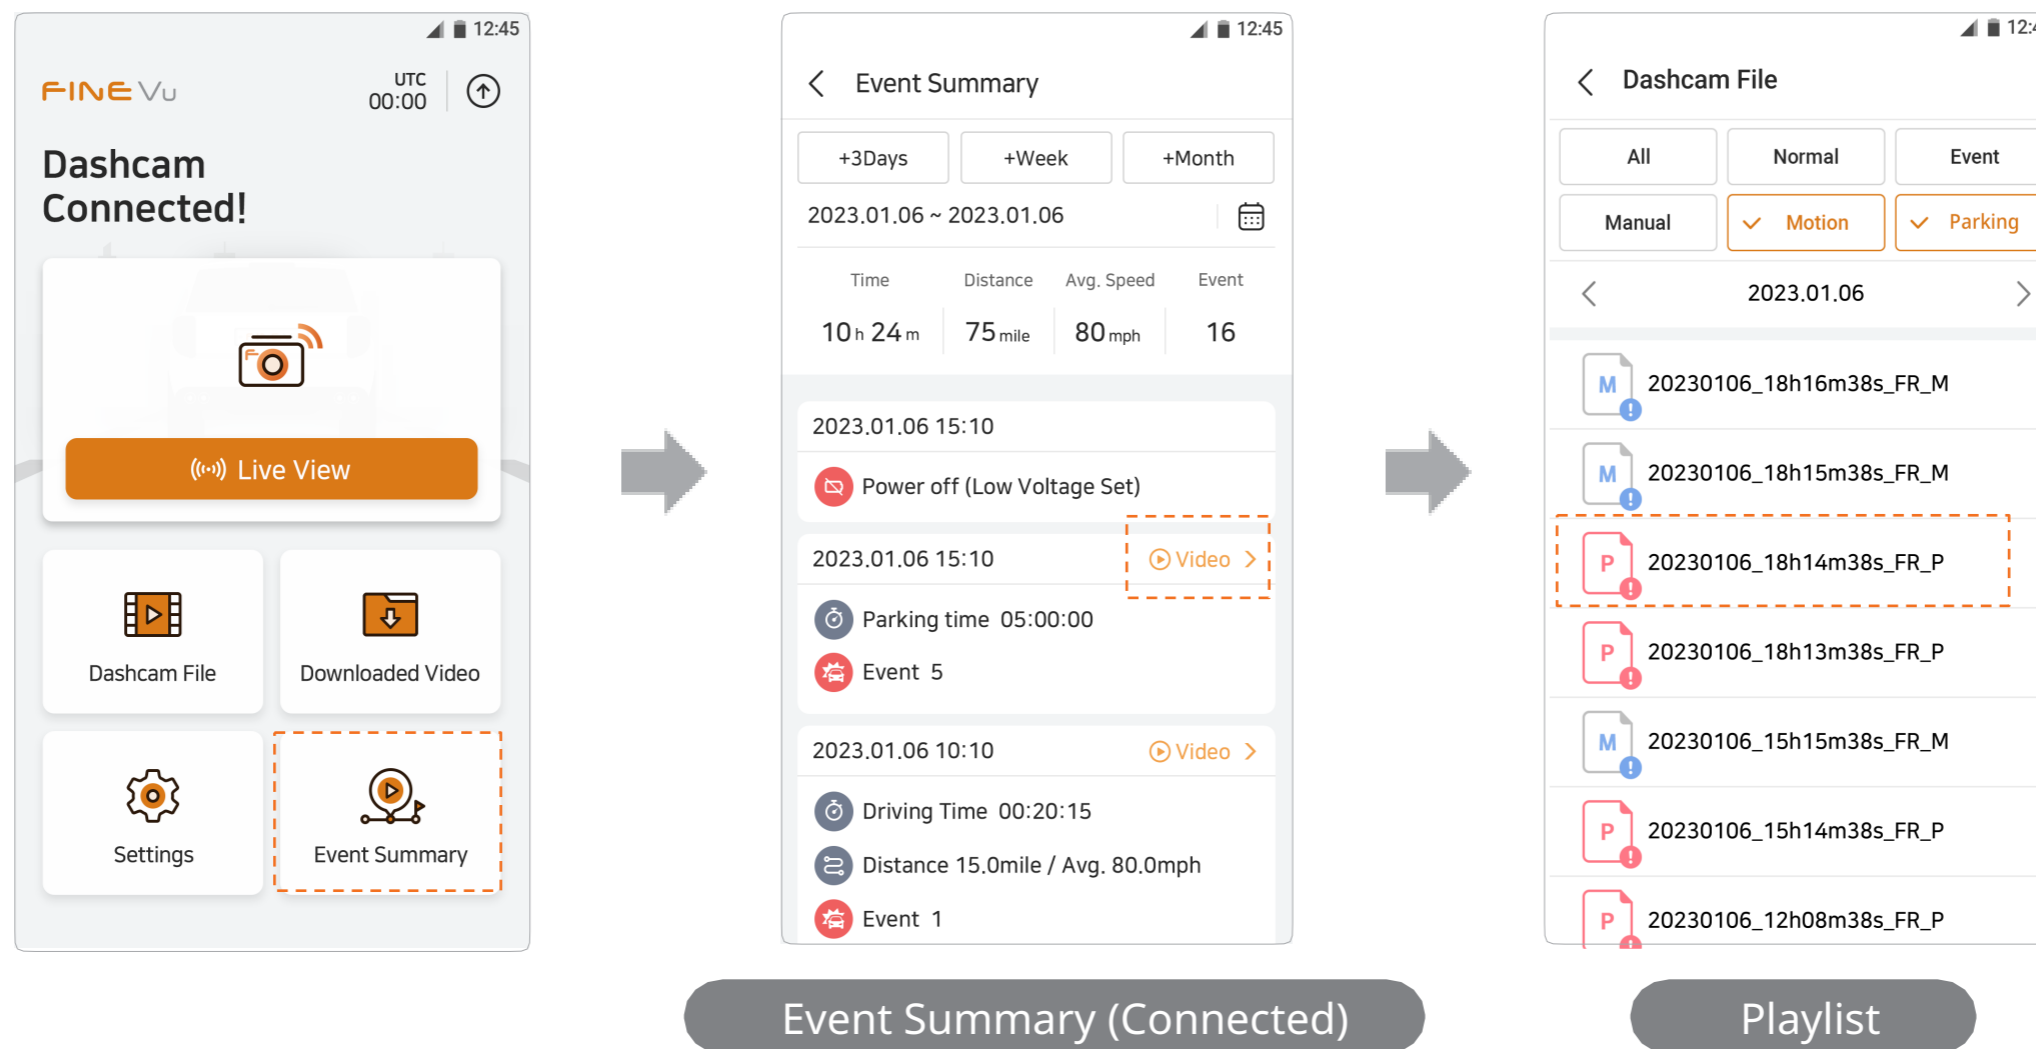 12:45
FINEVu
UTC
00:00
Dashcam
Connected!
Live View
Dashcam File
Downloaded Video
Settings
Event Summary
12:45
Event Summary
+3Days
+Week
+Month
2023.01.06 ~ 2023.01.06
Time
Distance
Avg. Speed
Event
10 h 24 m
75 mile
80 mph
16
2023.01.06 15:10
Power off (Low Voltage Set)
2023.01.06 15:10
Video
Parking time 05:00:00
Event 5
2023.01.06 10:10
Video
Driving Time 00:20:15
Distance 15.0mile / Avg. 80.0mph
Event 1
Event Summary (Connected)
Dashcam File
All
Normal
Event
Manual
Motion
Parking
2023.01.06
M
20230106_18h16m38s_FR_M
M
20230106_18h15m38s_FR_M
P
20230106_18h14m38s_FR_P
P
20230106_18h13m38s_FR_P
M
20230106_15h15m38s_FR_M
P
20230106_15h14m38s_FR_P
P
20230106_12h08m38s_FR_P
Playlist